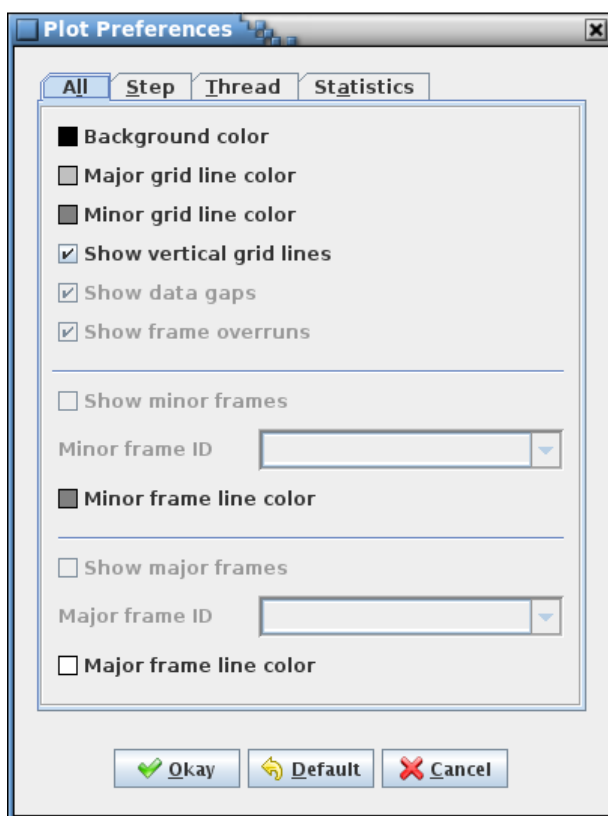 Plot Preferences
All Step Thread Statistics
Background color
Major grid line color
Minor grid line color
Show vertical grid lines
Show data gaps
Show frame overruns
Show minor frames
Minor frame ID
Minor frame line color
Show major frames
Major frame ID
Major frame line color
Okay Default Cancel